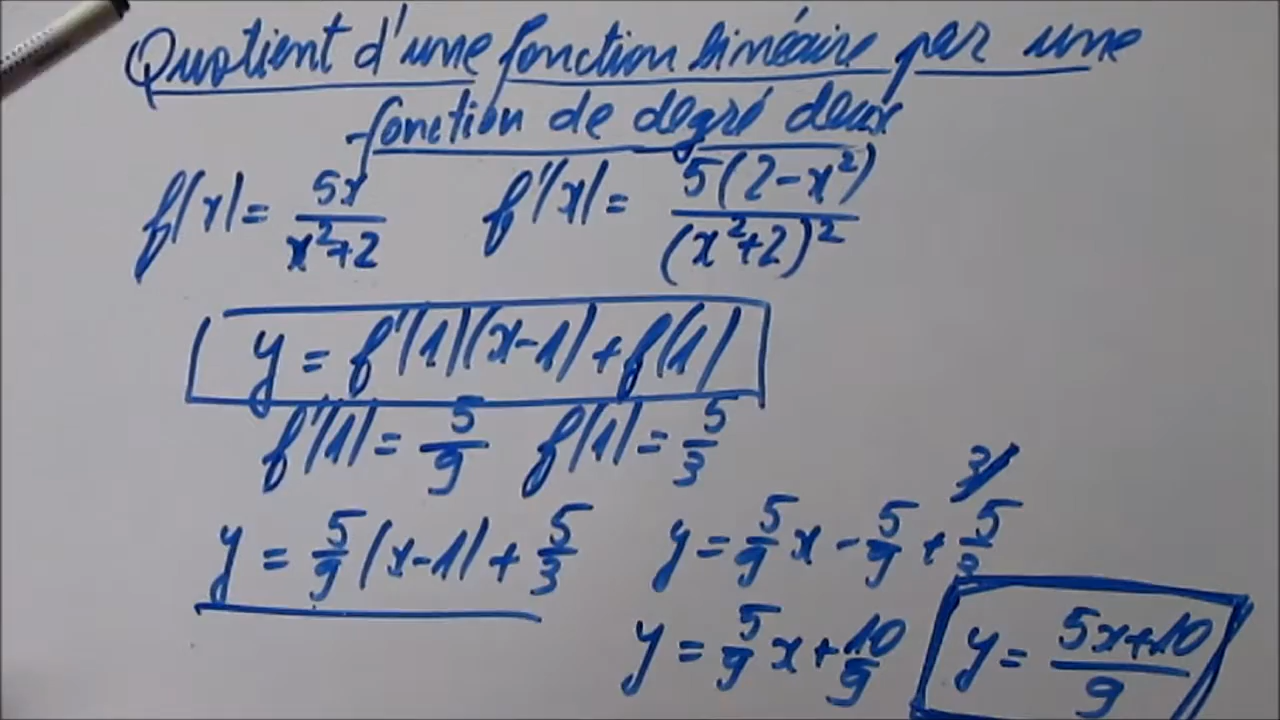 Quotient d'une fonction linéaire par une
fonction de degré deux
f(x) = 5x / (x²+2)    f'(x) = 5(2-x²) / (x²+2)²
y = f'(1)(x-1) + f(1)
f'(1) = 5/9    f(1) = 5/3
y = 5/9 (x-1) + 5/3    y = 5/9 x - 5/9 + 5/3    3/
y = 5/9 x + 10/9    y = (5x+10)/9